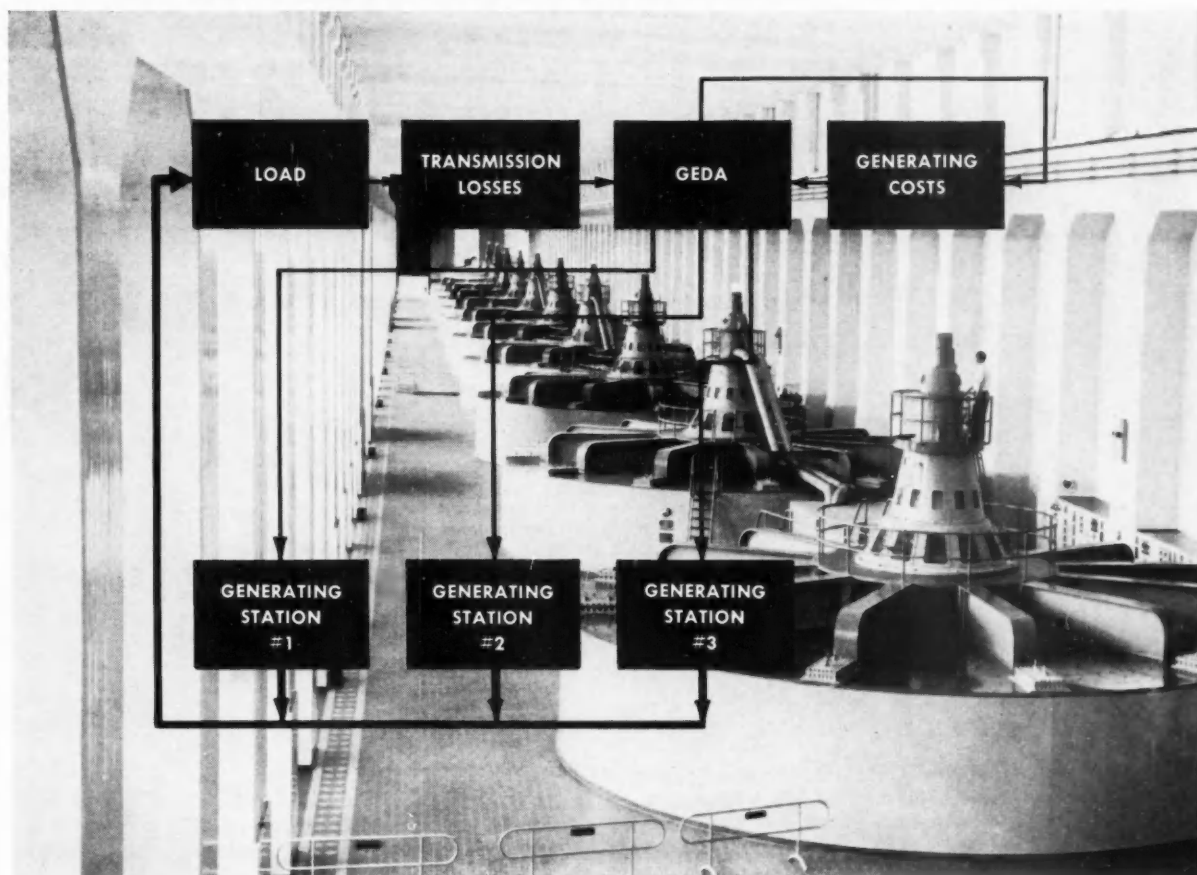 LOAD
TRANSMISSION
LOSSES
GEDA
GENERATING
COSTS
GENERATING
STATION
#1
GENERATING
STATION
#2
GENERATING
STATION
#3